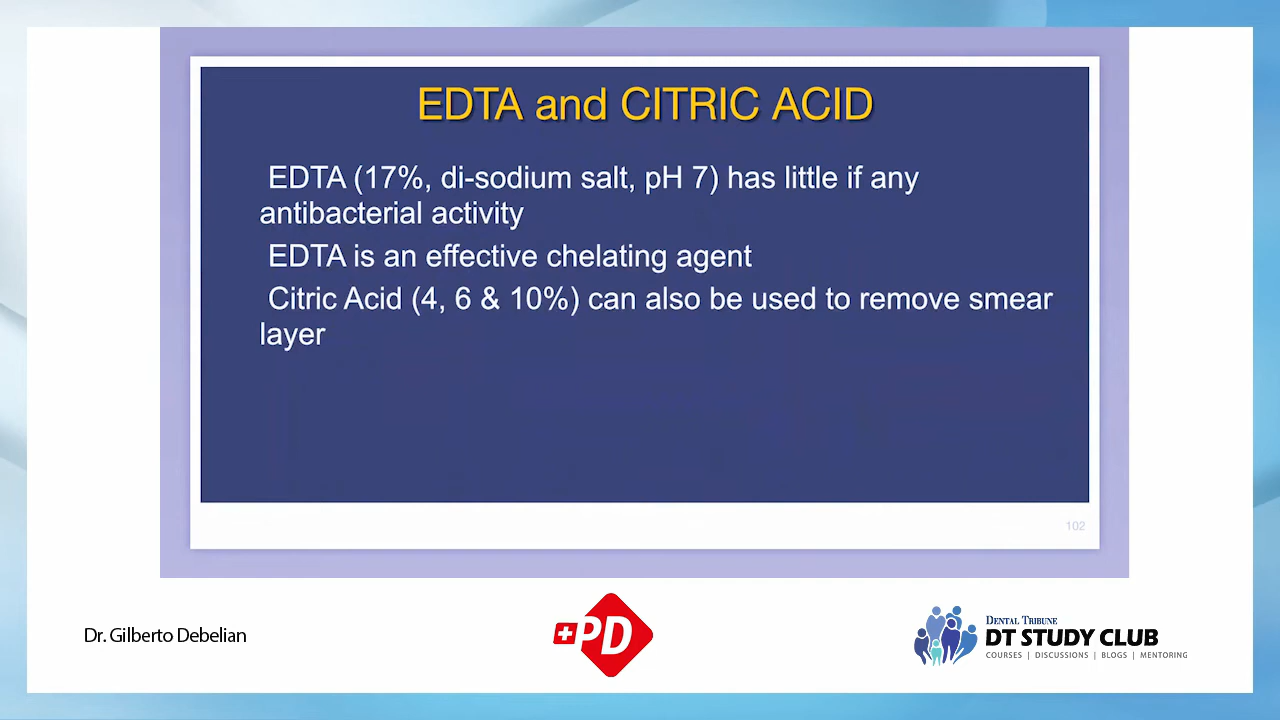 EDTA and CITRIC ACID
EDTA (17%, di-sodium salt, pH 7) has little if any
antibacterial activity
EDTA is an effective chelating agent
Citric Acid (4, 6 & 10%) can also be used to remove smear
layer
102
Dr. Gilberto Debelian
PD
DENTAL TRIBUNE
DT STUDY CLUB
COURSES | DISCUSSIONS | BLOGS | MENTORING